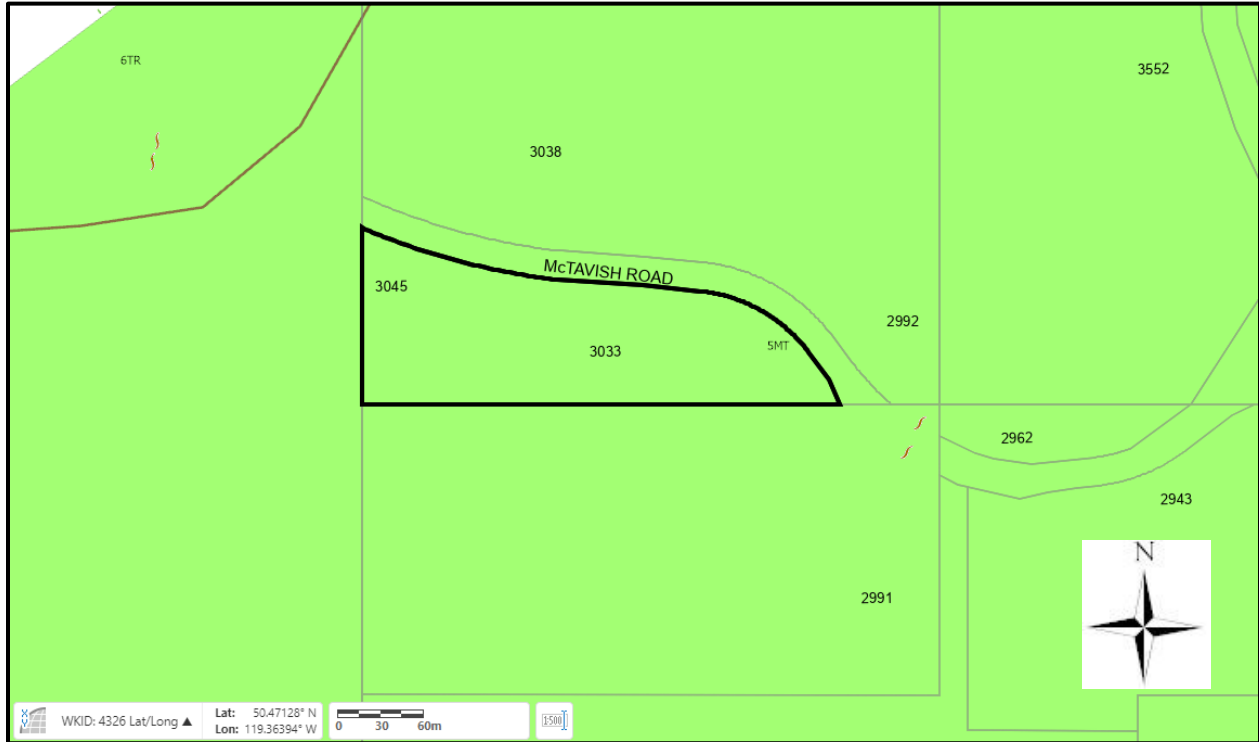 6TR
3552
3038
McTAVISH ROAD
3045
2992
3033
5MT
2962
2943
N
2991
X
Y
WKID: 4326 Lat/Long ▲
Lat: 50.47128° N
Lon: 119.36394° W
0 30 60m
1:500